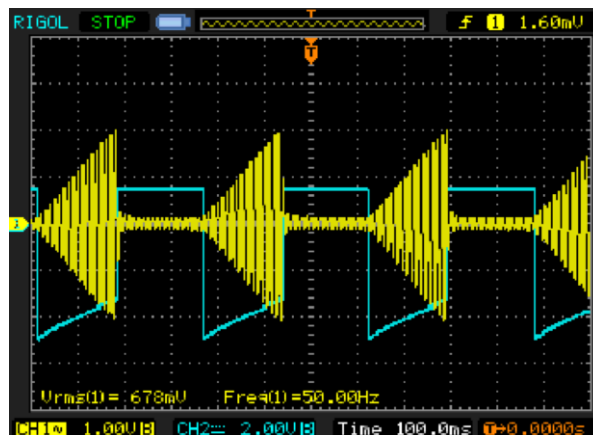 RIGOL STOP T f 1 1.60mV
T
Vrms(1)= 678mV Freq(1)=50.00Hz
CH1~ 1.00V B CH2 2.00V B Time 100.0ms T→0.0000s